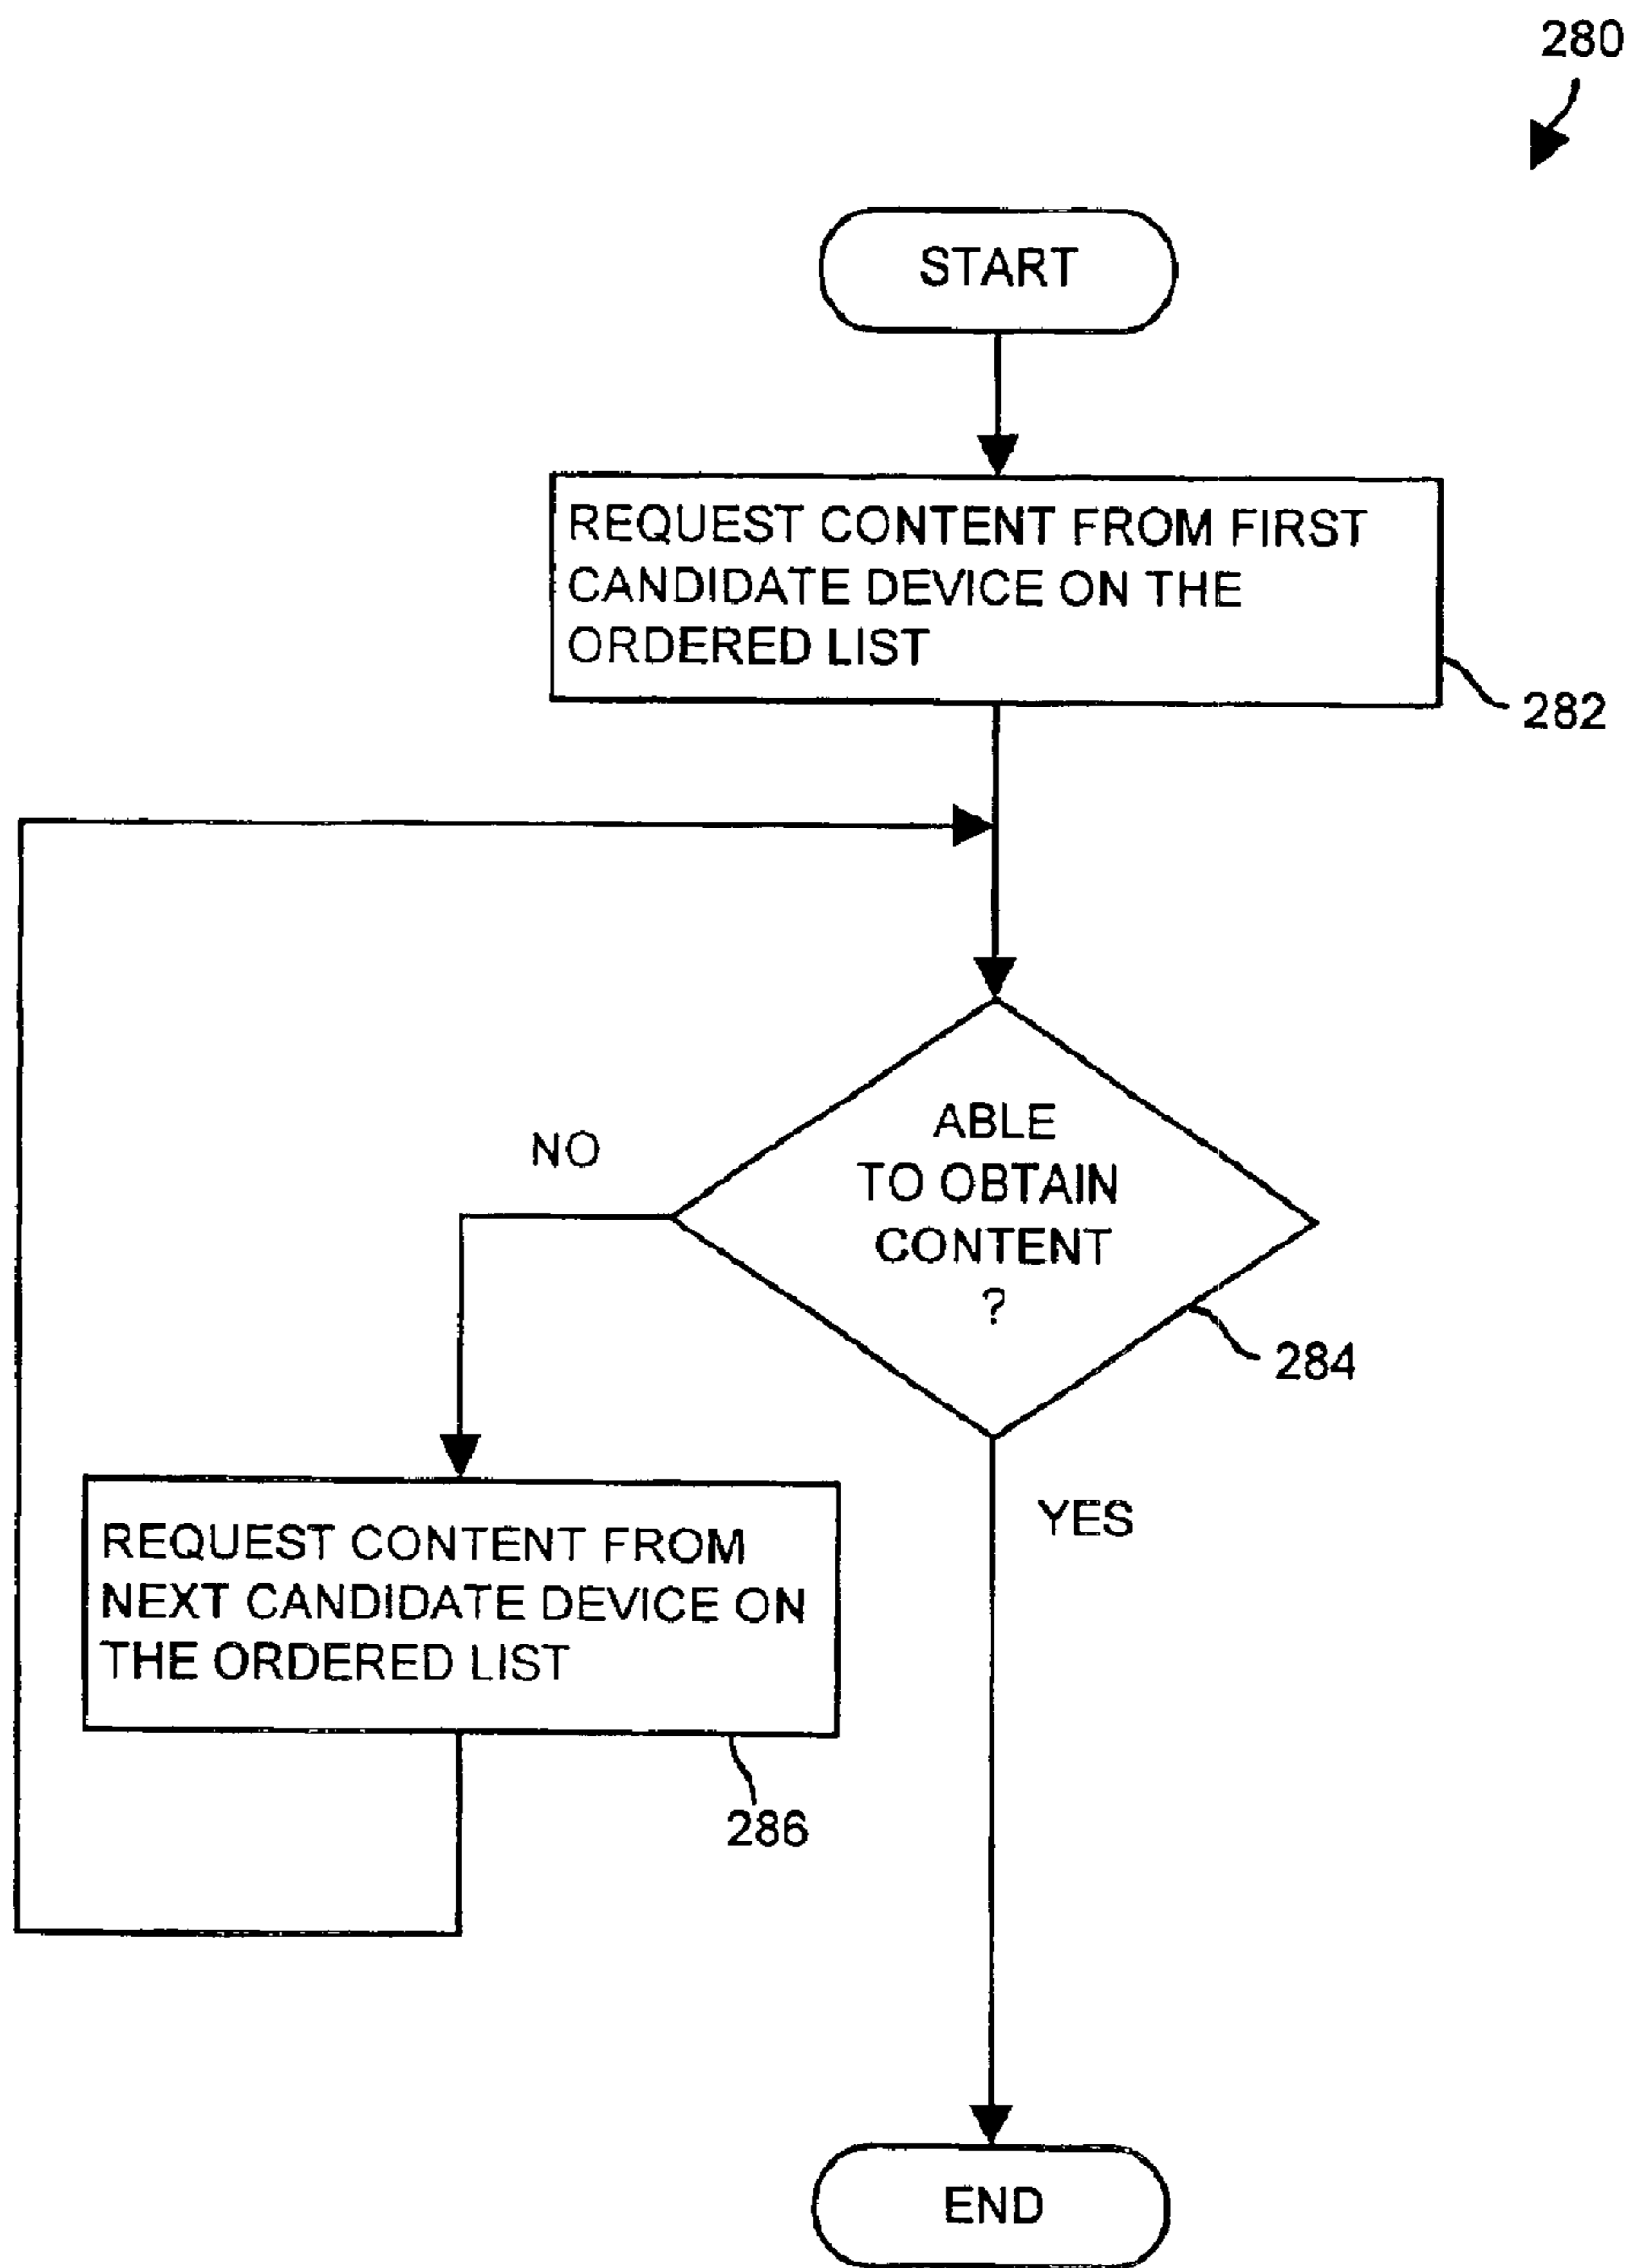 280
START
REQUEST CONTENT FROM FIRST
CANDIDATE DEVICE ON THE
ORDERED LIST
282
ABLE
TO OBTAIN
CONTENT
?
NO
284
YES
REQUEST CONTENT FROM
NEXT CANDIDATE DEVICE ON
THE ORDERED LIST
286
END